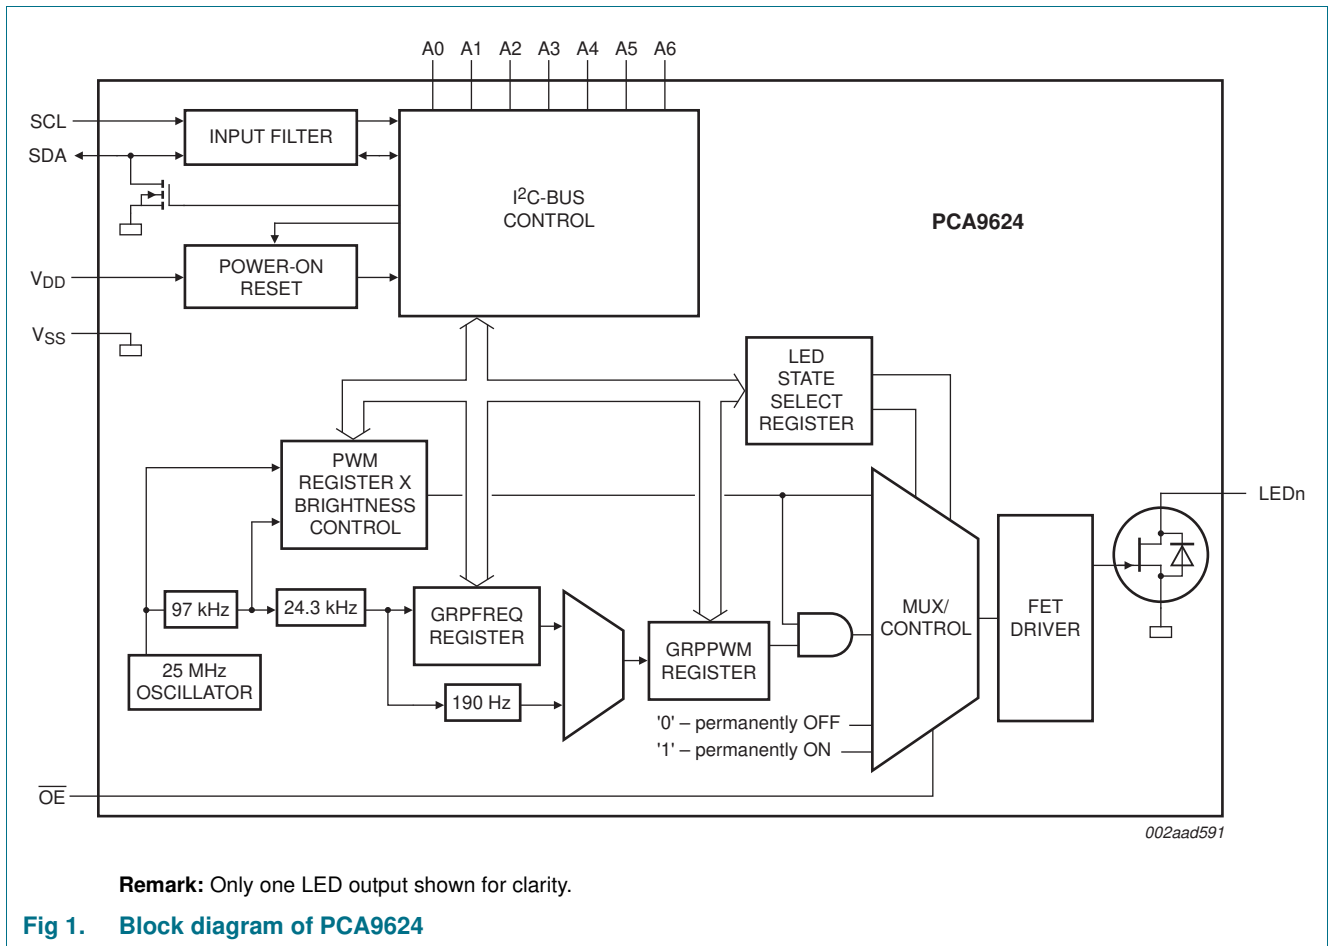 A0 A1 A2 A3 A4 A5 A6
SCL
SDA
INPUT FILTER
I2C-BUS
CONTROL
PCA9624
VDD
POWER-ON
RESET
VSS
LED
STATE
SELECT
REGISTER
PWM
REGISTER X
BRIGHTNESS
CONTROL
LEDn
97 kHz
24.3 kHz
GRPFREQ
REGISTER
MUX/
CONTROL
FET
DRIVER
GRPPWM
REGISTER
25 MHz
OSCILLATOR
190 Hz
'0' – permanently OFF
'1' – permanently ON
OE
002aad591
Remark: Only one LED output shown for clarity.
Fig 1. Block diagram of PCA9624